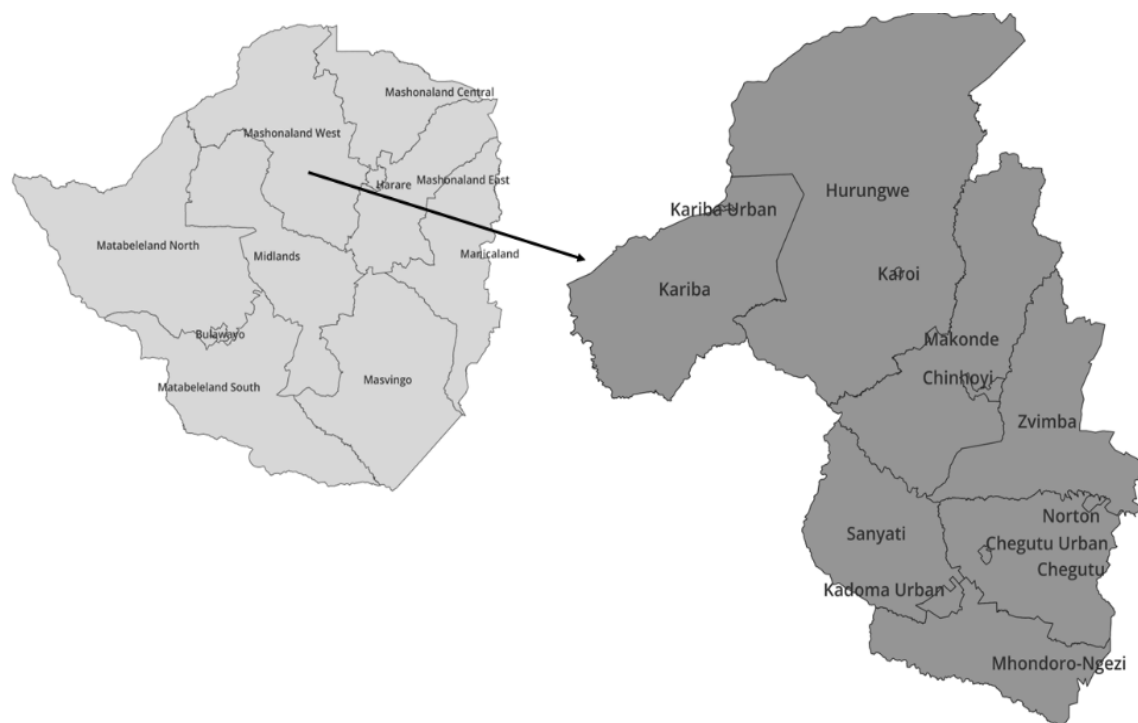 Mashonaland Central
Mashonaland West
Harare
Mashonaland East
Matabeleland North
Midlands
Manicaland
Bulawayo
Matabeleland South
Masvingo
Hurungwe
Kariba Urban
Karoi
Kariba
Makonde
Chinhoyi
Zvimba
Norton
Sanyati
Chegutu Urban
Chegutu
Kadoma Urban
Mhondoro-Ngezi